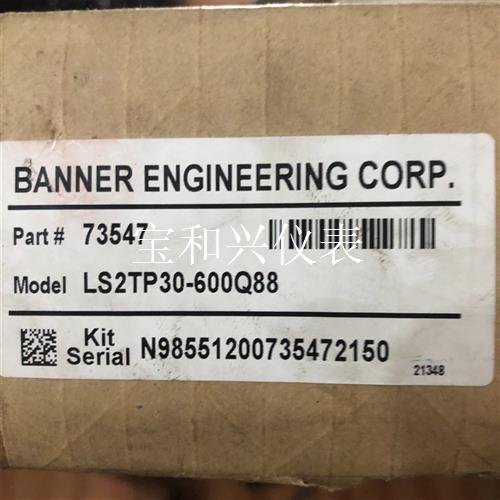 BANNER ENGINEERING CORP.
Part # 73547
宝和兴仪表
Model LS2TP30-600Q88
Kit Serial N98551200735472150
21348